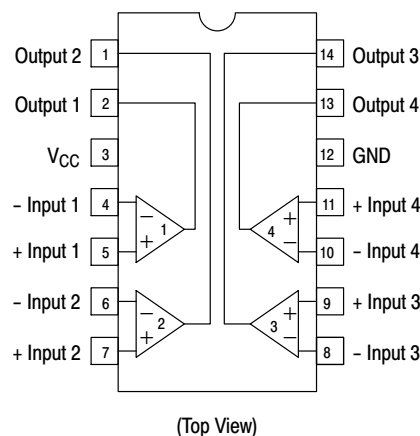 Output 2 1 14 Output 3
Output 1 2 13 Output 4
VCC 3 12 GND
– Input 1 4 – 11 + Input 4
+ 1 4 +
+ Input 1 5 – 10 – Input 4
– Input 2 6 – 9 + Input 3
+ 2 3 +
+ Input 2 7 – 8 – Input 3
(Top View)